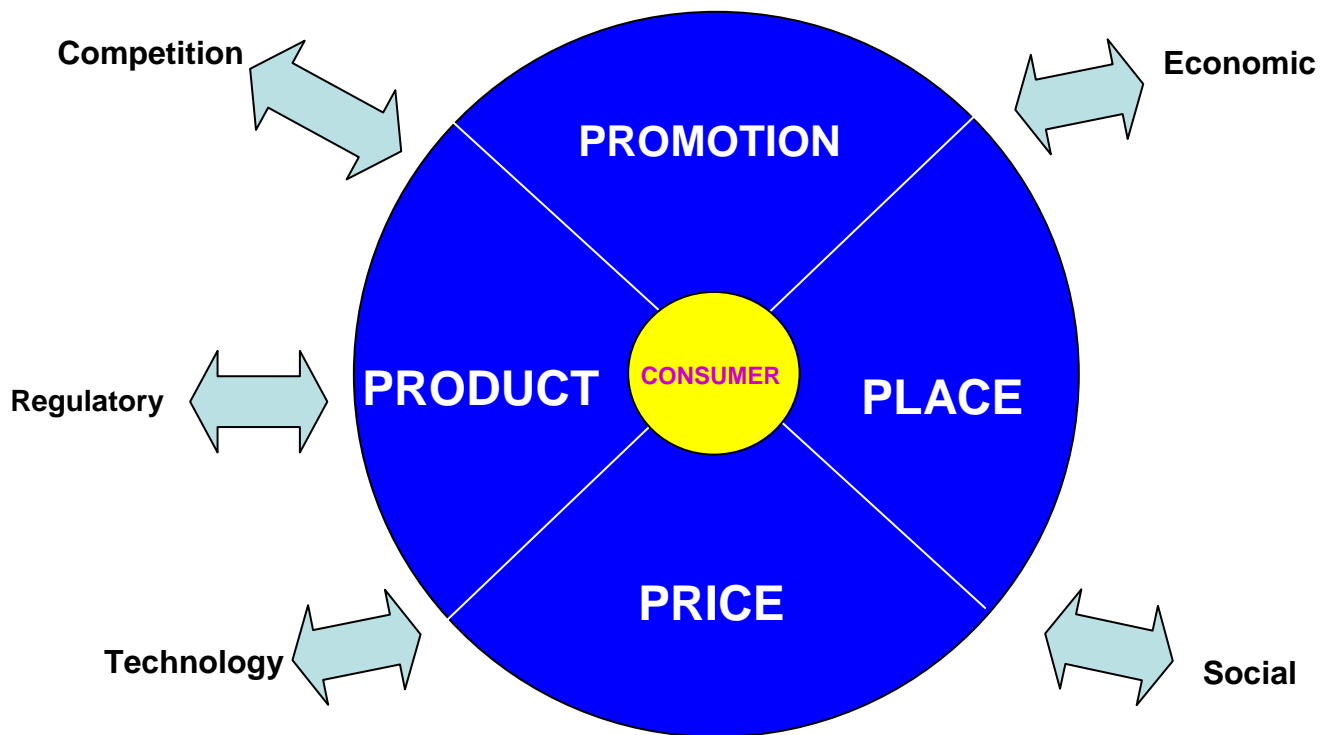 Competition
Economic
PROMOTION
PRODUCT
CONSUMER
PLACE
Regulatory
PRICE
Technology
Social